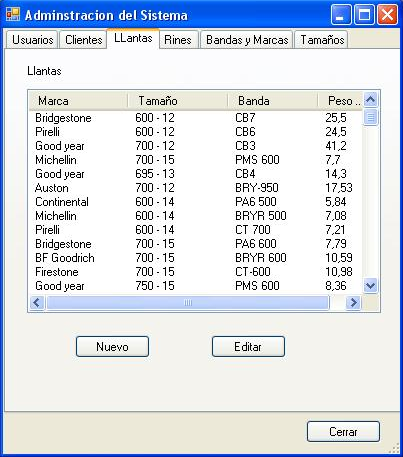 Adminstracion del Sistema
Usuarios Clientes LLantas Rines Bandas y Marcas Tamaños
Llantas
Marca Tamaño Banda Peso ..
Bridgestone 600 - 12 CB7 25,5
Pirelli 600 - 12 CB6 24,5
Good year 700 - 12 CB3 41,2
Michellin 700 - 15 PMS 600 7,7
Good year 695 - 13 CB4 14,3
Auston 700 - 12 BRY-950 17,53
Continental 600 - 14 PA6 500 5,84
Michellin 600 - 14 BRYR 500 7,08
Pirelli 600 - 14 CT 700 7,21
Bridgestone 700 - 15 PA6 600 7,79
BF Goodrich 700 - 15 BRYR 600 10,59
Firestone 700 - 15 CT-600 10,98
Good year 750 - 15 PMS 600 8,36
Nuevo Editar
Cerrar